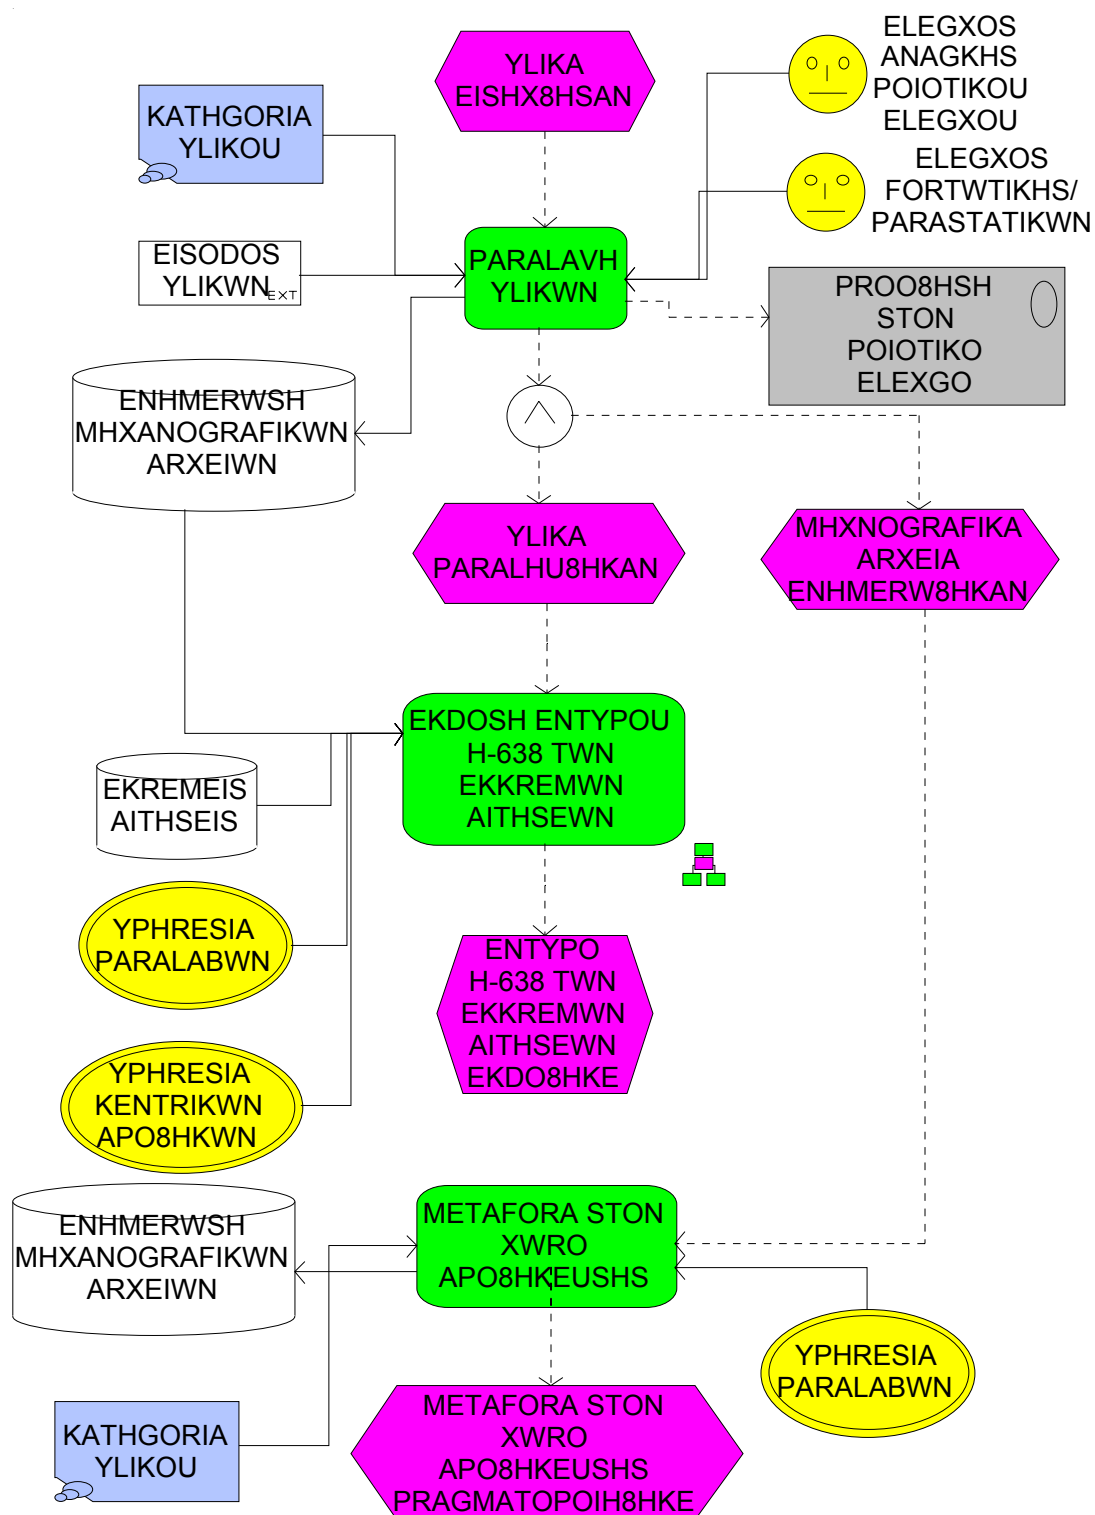 YLIKA
EISHX8HSAN
ELEGXOS
ANAGKHS
POIOTIKOU
ELEGXOU
KATHGORIA
YLIKOU
ELEGXOS
FORTWTIKHS/
PARASTATIKWN
EISODOS
YLIKWN
EXT
PARALAVH
YLIKWN
PROO8HSH
STON
POIOTIKO
ELEXGO
ENHMERWSH
MHXANOGRAFIKWN
ARXEIWN
YLIKA
PARALHU8HKAN
MHXNOGRAFIKA
ARXEIA
ENHMERW8HKAN
EKDOSH ENTYPOU
H-638 TWN
EKKREMWN
AITHSEWN
EKREMEIS
AITHSEIS
YPHRESIA
PARALABWN
ENTYPO
H-638 TWN
EKKREMWN
AITHSEWN
EKDO8HKE
YPHRESIA
KENTRIKWN
APO8HKWN
ENHMERWSH
MHXANOGRAFIKWN
ARXEIWN
METAFORA STON
XWRO
APO8HKEUSHS
YPHRESIA
PARALABWN
KATHGORIA
YLIKOU
METAFORA STON
XWRO
APO8HKEUSHS
PRAGMATOPOIH8HKE